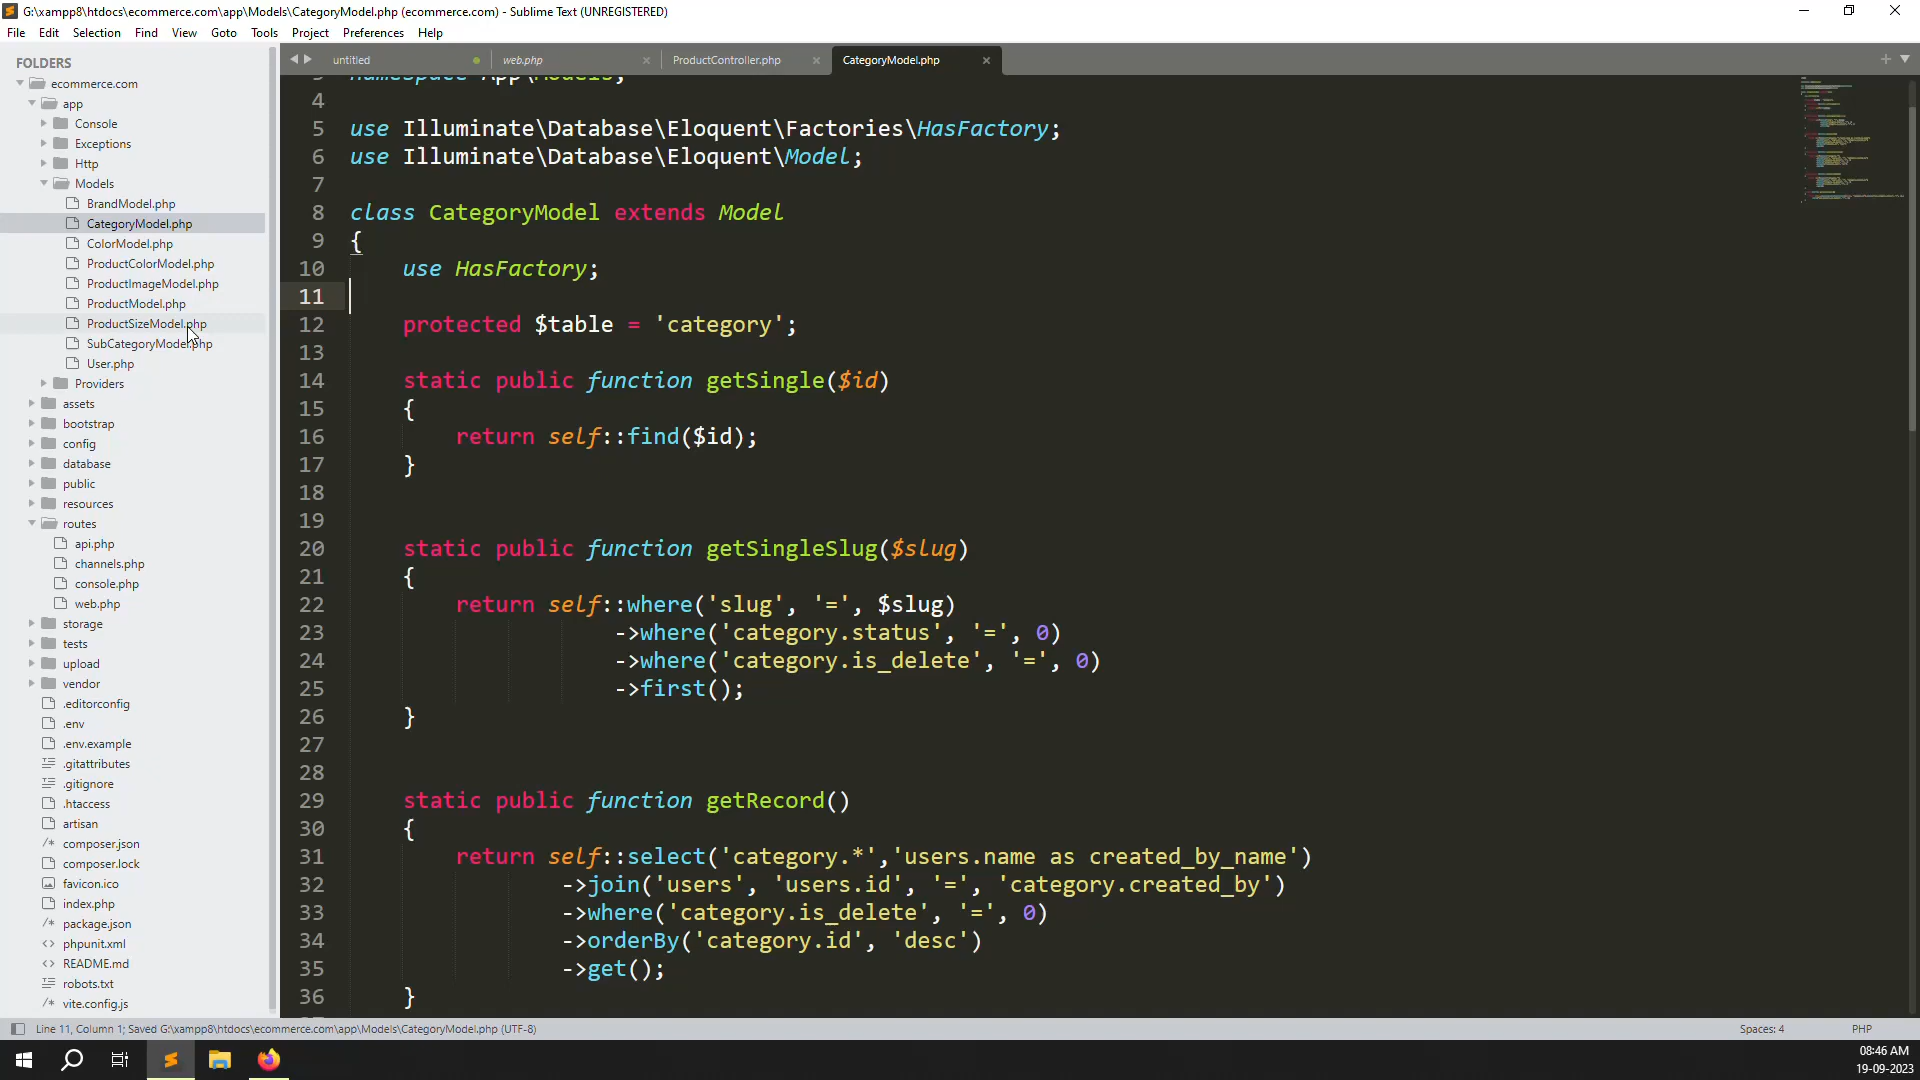 G:\xampp8\htdocs\ecommerce.com\app\Models\CategoryModel.php (ecommerce.com) - Sublime Text (UNREGISTERED)
File Edit Selection Find View Goto Tools Project Preferences Help
FOLDERS
ecommerce.com
app
Console
Exceptions
Http
Models
BrandModel.php
CategoryModel.php
ColorModel.php
ProductColorModel.php
ProductImageModel.php
ProductModel.php
ProductSizeModel.php
SubCategoryModel.php
User.php
Providers
assets
bootstrap
config
database
public
resources
routes
api.php
channels.php
console.php
web.php
storage
tests
upload
vendor
.editorconfig
.env
.env.example
.gitattributes
.gitignore
.htaccess
artisan
composer.json
composer.lock
favicon.ico
index.php
package.json
phpunit.xml
README.md
robots.txt
vite.config.js
untitled web.php ProductController.php CategoryModel.php
3 namespace App\Models;
4
5 use Illuminate\Database\Eloquent\Factories\HasFactory;
6 use Illuminate\Database\Eloquent\Model;
7
8 class CategoryModel extends Model
9 {
10 use HasFactory;
11
12 protected $table = 'category';
13
14 static public function getSingle($id)
15 {
16 return self::find($id);
17 }
18
19
20 static public function getSingleSlug($slug)
21 {
22 return self::where('slug', '=', $slug)
23 ->where('category.status', '=', 0)
24 ->where('category.is_delete', '=', 0)
25 ->first();
26 }
27
28
29 static public function getRecord()
30 {
31 return self::select('category.*','users.name as created_by_name')
32 ->join('users', 'users.id', '=', 'category.created_by')
33 ->where('category.is_delete', '=', 0)
34 ->orderBy('category.id', 'desc')
35 ->get();
36 }
Line 11, Column 1; Saved G:\xampp8\htdocs\ecommerce.com\app\Models\CategoryModel.php (UTF-8) Spaces: 4 PHP
08:46 AM
19-09-2023